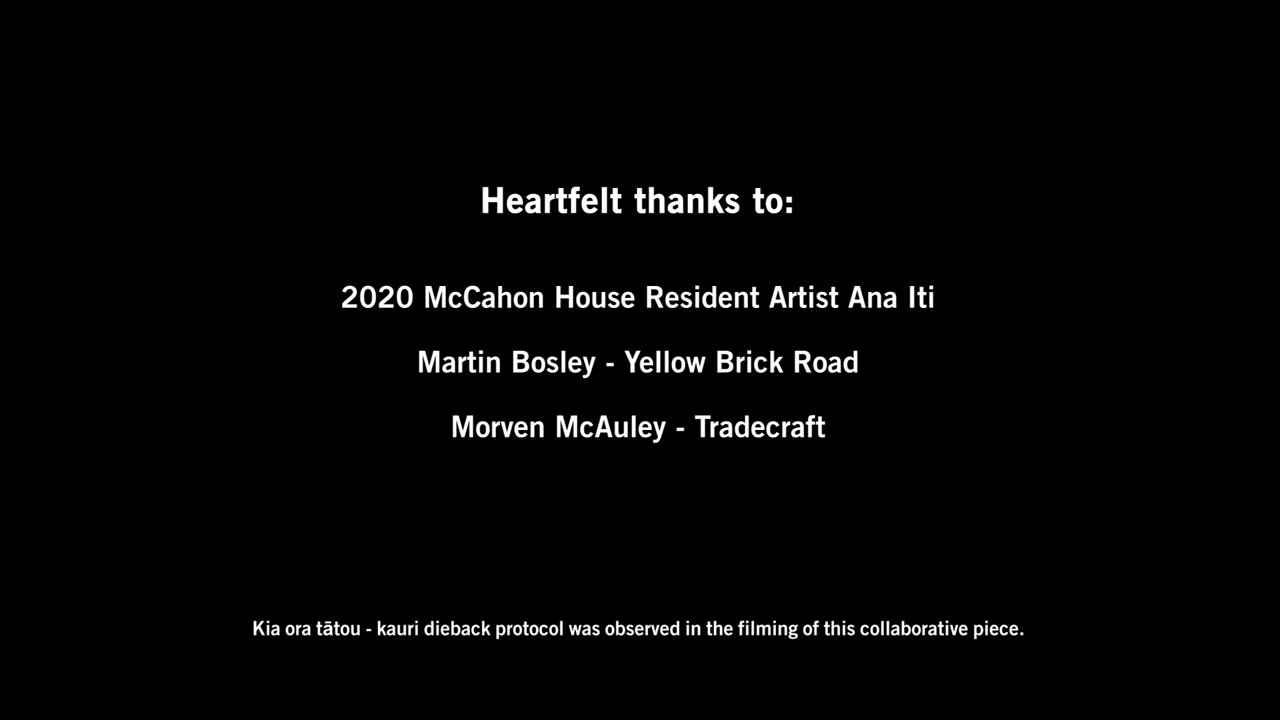 Heartfelt thanks to:
2020 McCahon House Resident Artist Ana Iti
Martin Bosley - Yellow Brick Road
Morven McAuley - Tradecraft
Kia ora tātou - kauri dieback protocol was observed in the filming of this collaborative piece.